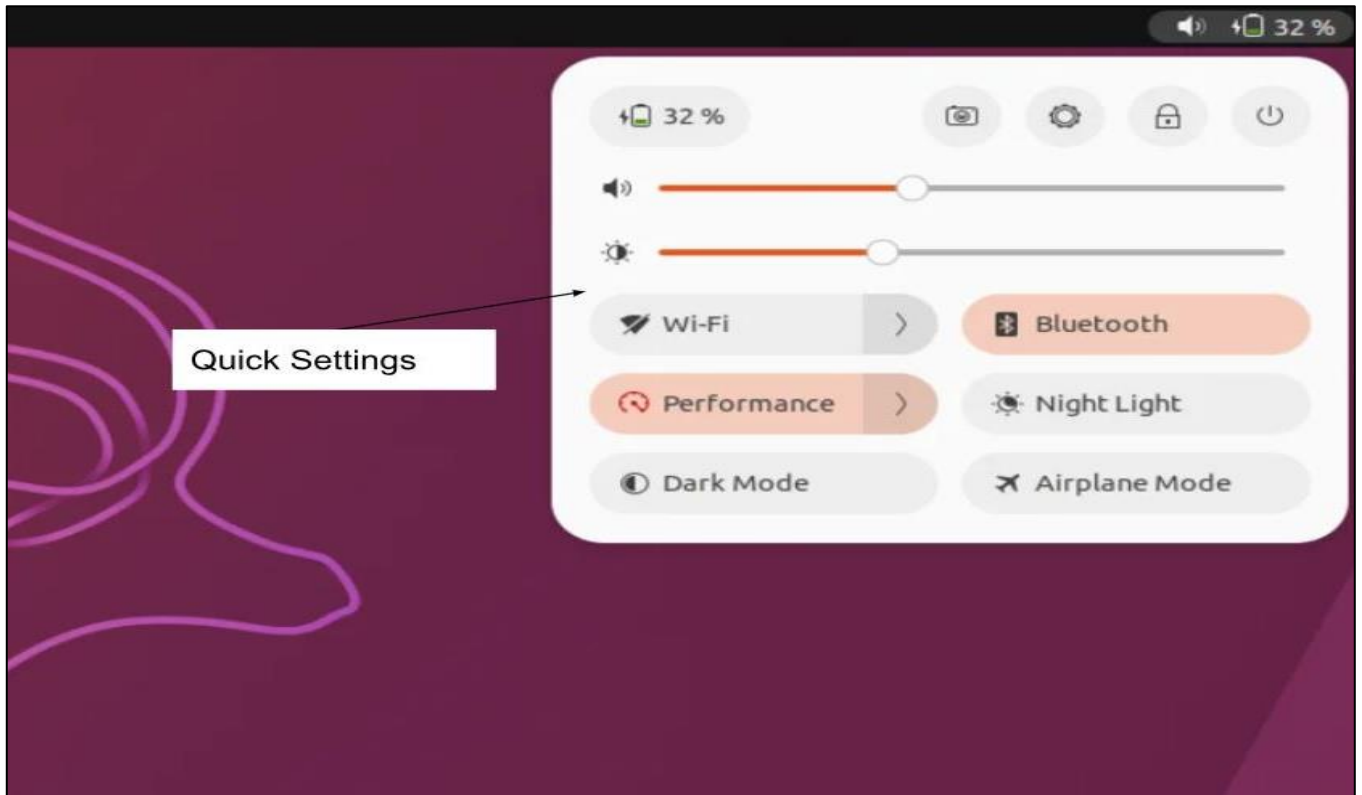 32 %
32 %
Wi-Fi
Bluetooth
Quick Settings
Performance
Night Light
Dark Mode
Airplane Mode